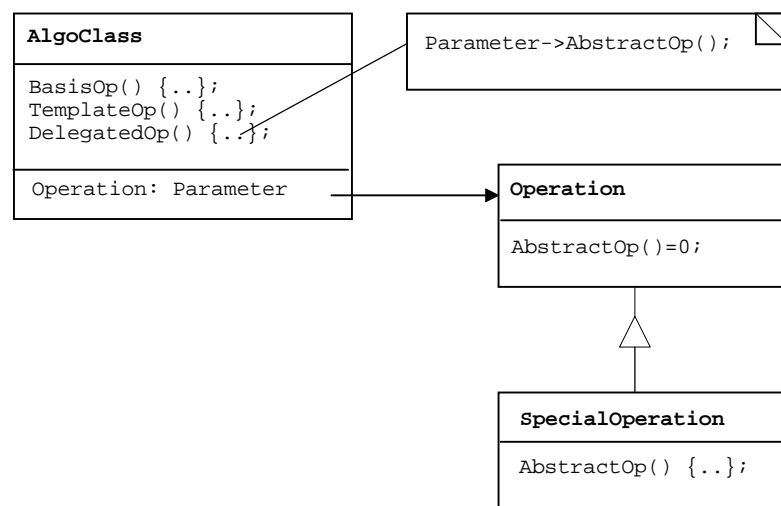 AlgoClass
BasisOp() {..};
TemplateOp() {..};
DelegatedOp() {..};
Operation: Parameter
Parameter->AbstractOp();
Operation
AbstractOp()=0;
SpecialOperation
AbstractOp() {..};